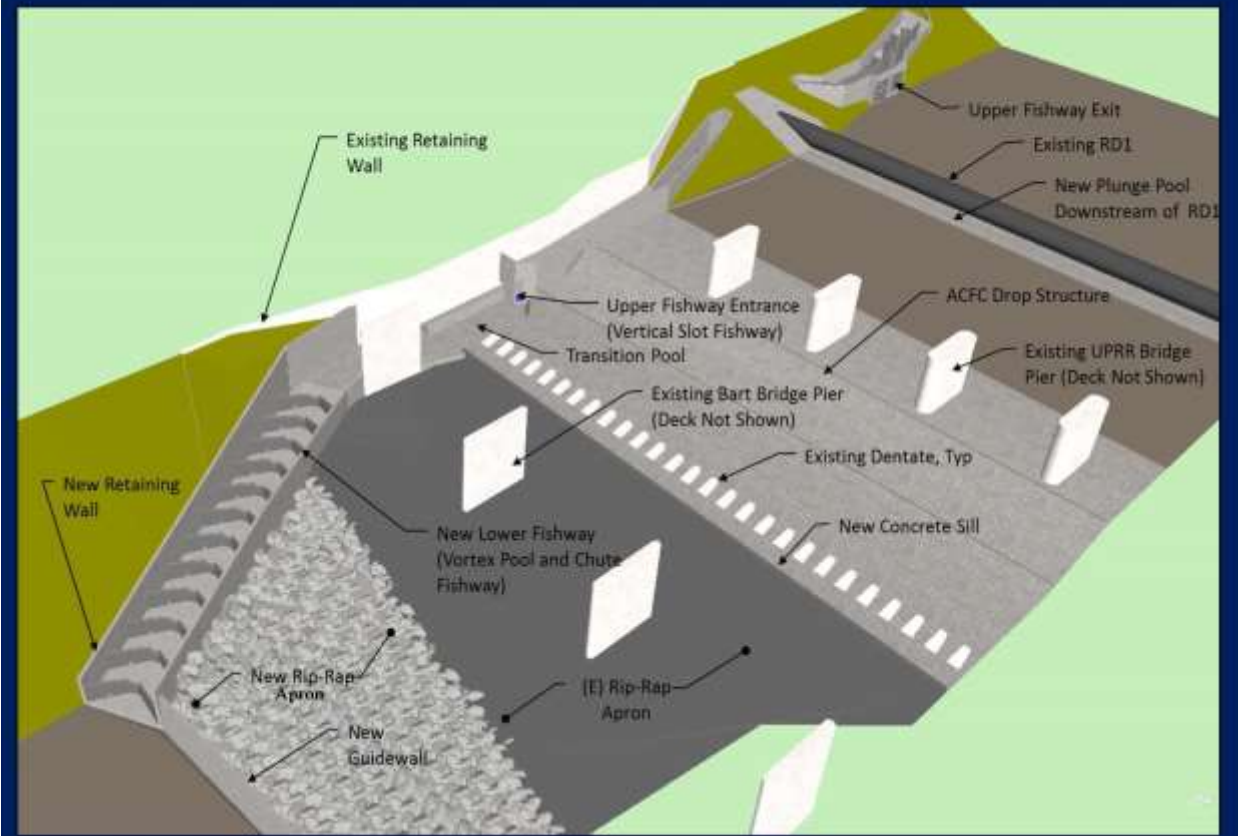 Upper Fishway Exit
Existing Retaining
Wall
Existing RD1
New Plunge Pool
Downstream of RD1
Upper Fishway Entrance
(Vertical Slot Fishway)
ACFC Drop Structure
Transition Pool
Existing UPRR Bridge
Pier (Deck Not Shown)
Existing Bart Bridge Pier
(Deck Not Shown)
Existing Dentate, Typ
New Retaining
Wall
New Lower Fishway
(Vortex Pool and Chute
Fishway)
New Concrete Sill
New Rip-Rap
Apron
(E) Rip-Rap
Apron
New
Guidewall